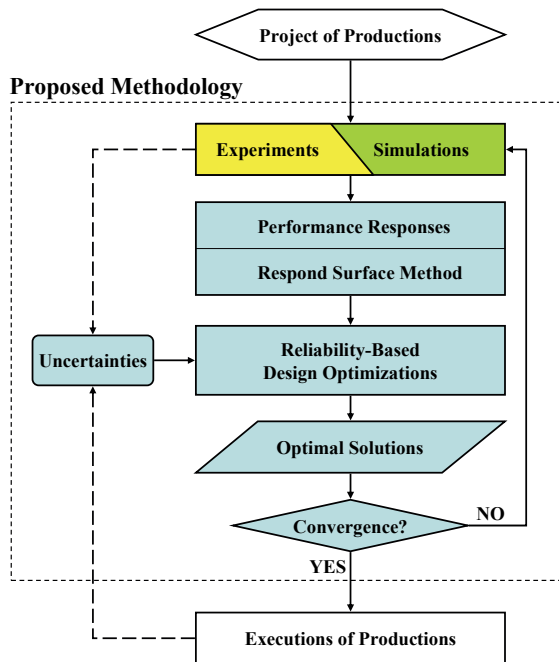 Project of Productions
Proposed Methodology
Experiments
Simulations
Performance Responses
Respond Surface Method
Uncertainties
Reliability-Based
Design Optimizations
Optimal Solutions
Convergence?
NO
YES
Executions of Productions